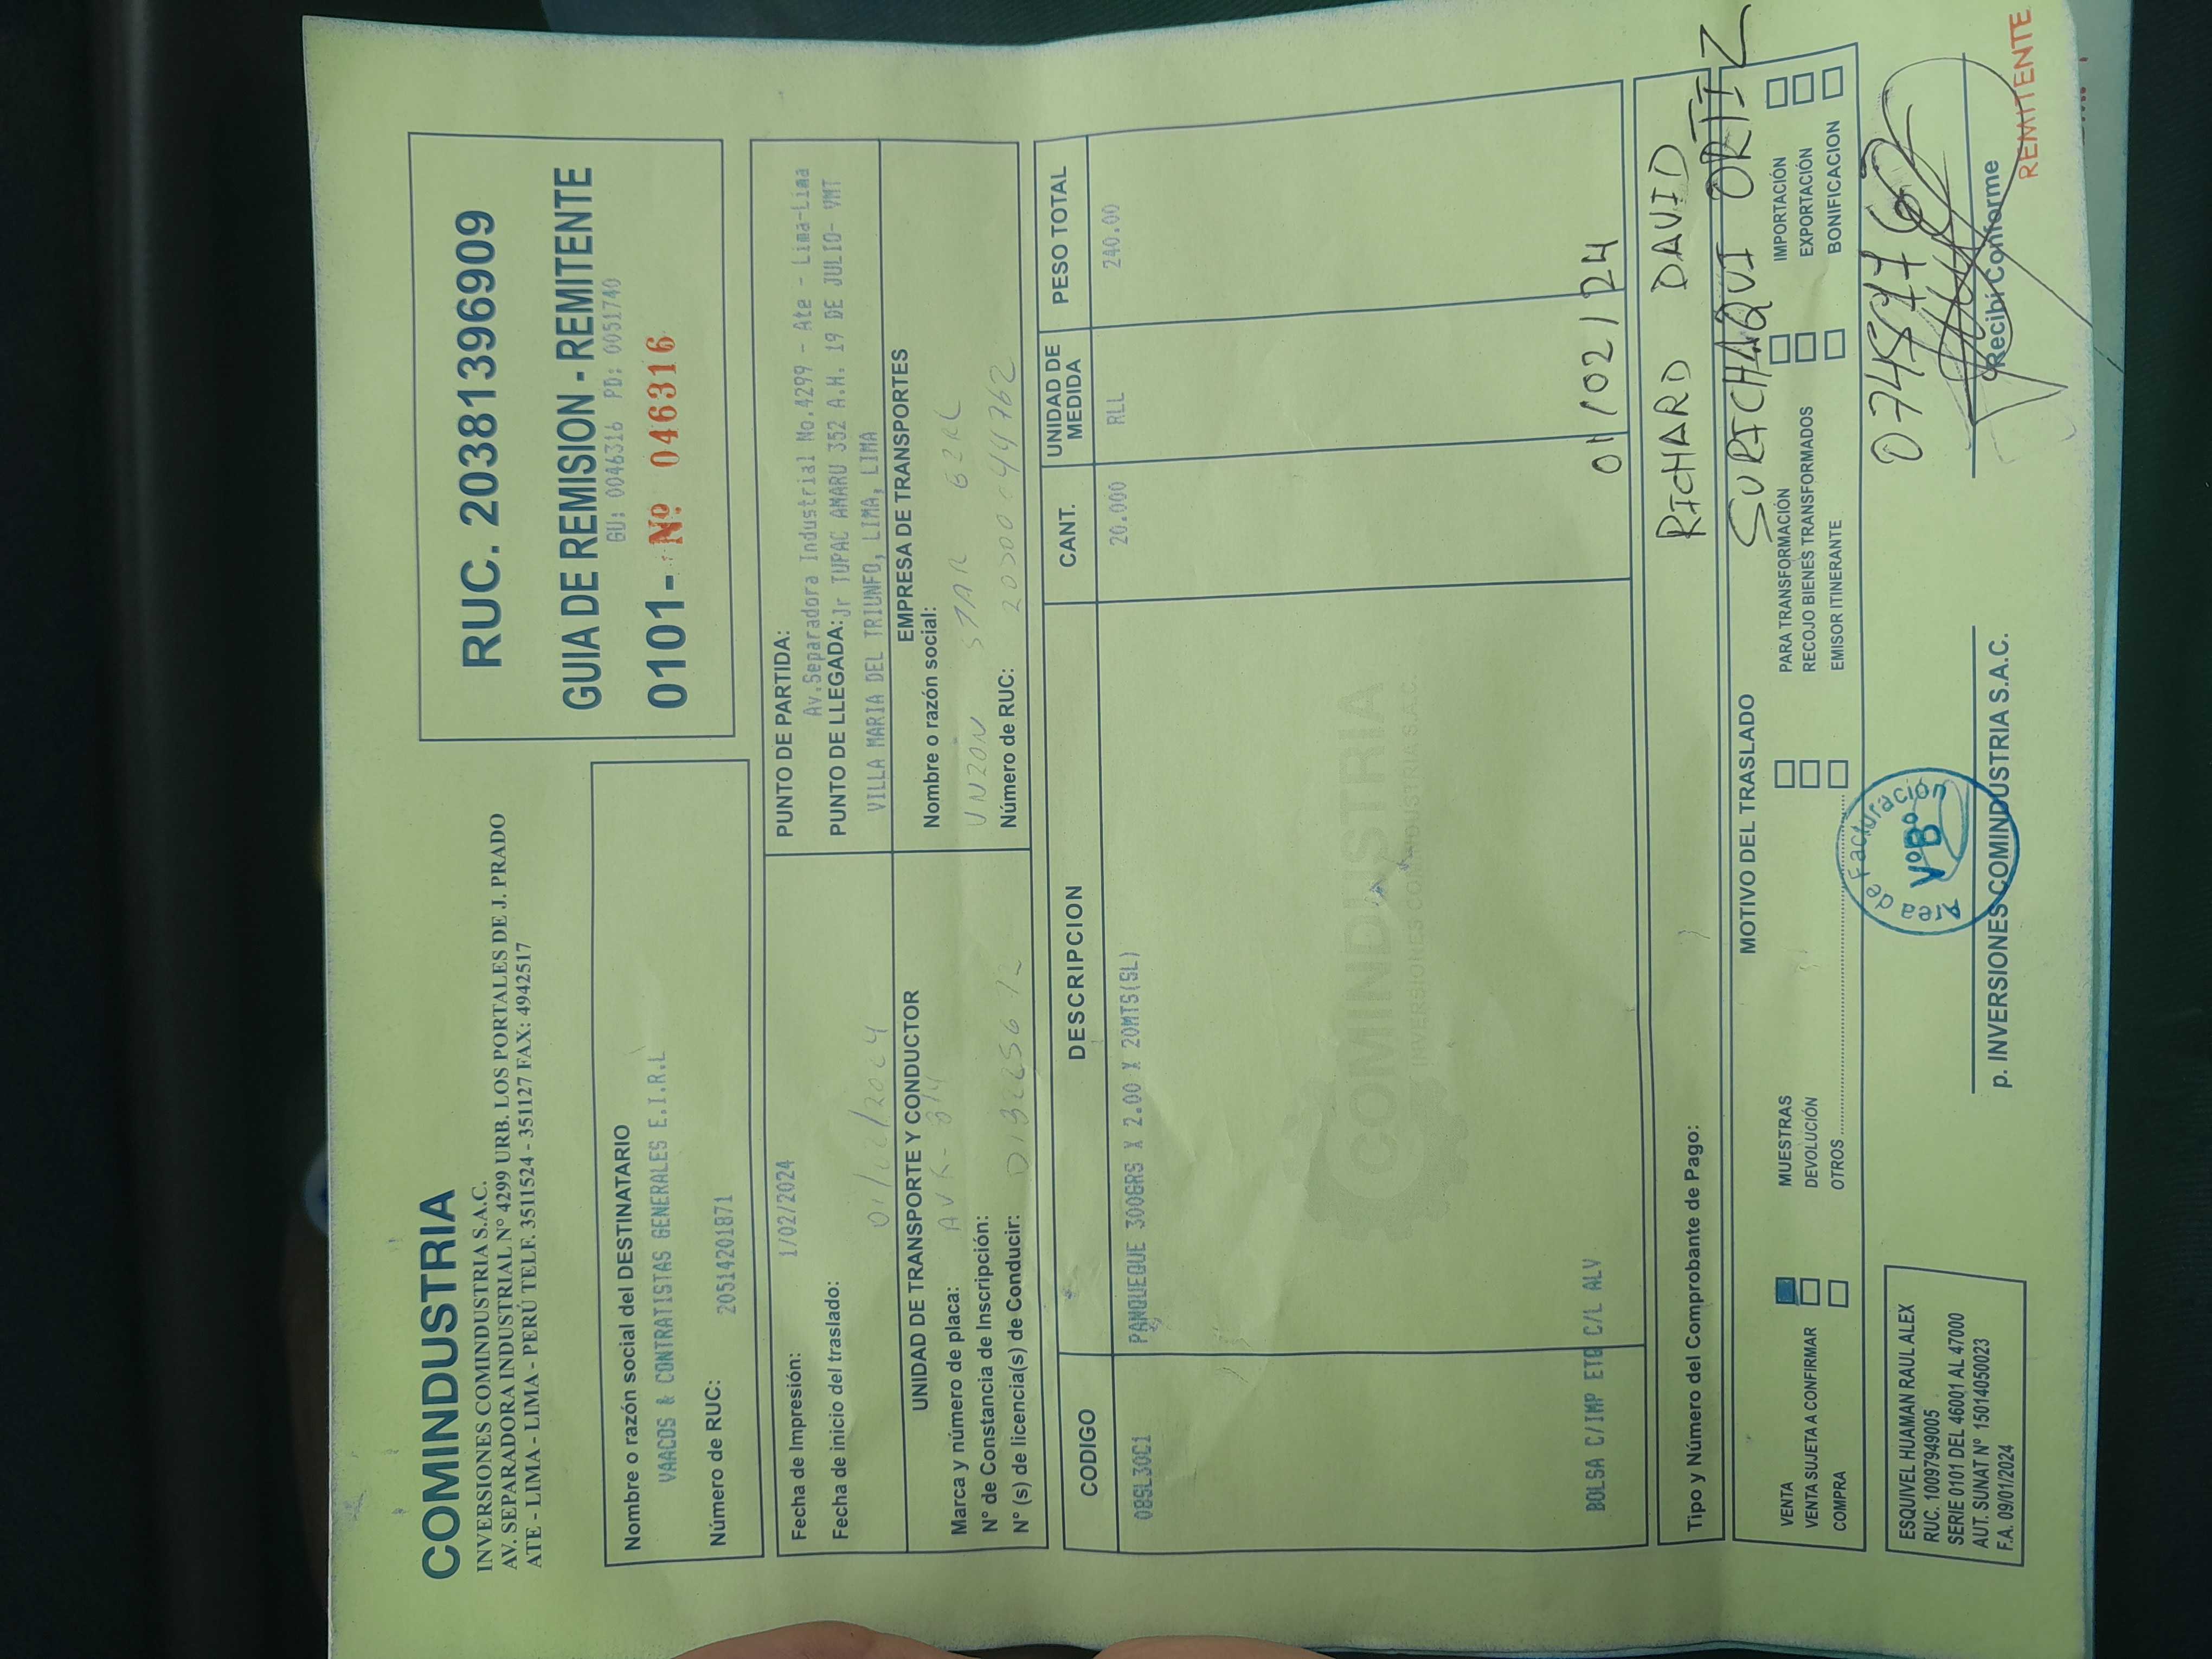 COMINDUSTRIA
INVERSIONES COMINDUSTRIA S.A.C.
AV. SEPARADORA INDUSTRIAL Nº 4299 URB. LOS PORTALES DE J. PRADO
ATE - LIMA - LIMA - PERÚ TELF. 3511524 - 351127 FAX: 4942517
RUC. 20381396909
GUIA DE REMISION - REMITENTE
GU: 0046316 PD: 0051740
0101- Nº 046316
Nombre o razón social del DESTINATARIO
VAACOS & CONTRATISTAS GENERALES E.I.R.L
Número de RUC: 20514201871
Fecha de Impresión: 1/02/2024
Fecha de inicio del traslado:
01/02/2024
PUNTO DE PARTIDA:
Av.Separadora Industrial No.4299 - Ate - Lima-Lima
PUNTO DE LLEGADA: Jr TUPAC AMARU 352 A.H. 19 DE JULIO- VMT
VILLA MARIA DEL TRIUNFO, LIMA, LIMA
UNIDAD DE TRANSPORTE Y CONDUCTOR
Marca y número de placa:
Nº de Constancia de Inscripción:
Nº (s) de licencia(s) de Conducir:
EMPRESA DE TRANSPORTES
Nombre o razón social:
STAR
Número de RUC:
CODIGO DESCRIPCION CANT. UNIDAD DE MEDIDA PESO TOTAL
08SL30C1 PANQUEQUE 300GRS X 2.00 X 20MTS(SL) 20.000 RLL 240.00
COMINDUSTRIA
INVERSIONES COMINDUSTRIA S.A.C.
BOLSA C/IMP ETQ C/L ALV
01/02/24
Tipo y Número del Comprobante de Pago:
RICHARD DAVID
SURICHAQUI ORTIZ
MOTIVO DEL TRASLADO
VENTA MUESTRAS PARA TRANSFORMACIÓN IMPORTACIÓN
VENTA SUJETA A CONFIRMAR DEVOLUCIÓN RECOJO BIENES TRANSFORMADOS EXPORTACIÓN
COMPRA OTROS EMISOR ITINERANTE BONIFICACION
ESQUIVEL HUAMAN RAUL ALEX
RUC. 10097949005
SERIE 0101 DEL 46001 AL 47000
AUT. SUNAT Nº 15014050023
F.A. 09/01/2024
Area de Facturación
VºBº
p. INVERSIONES COMINDUSTRIA S.A.C.
Recibí Conforme
REMITENTE